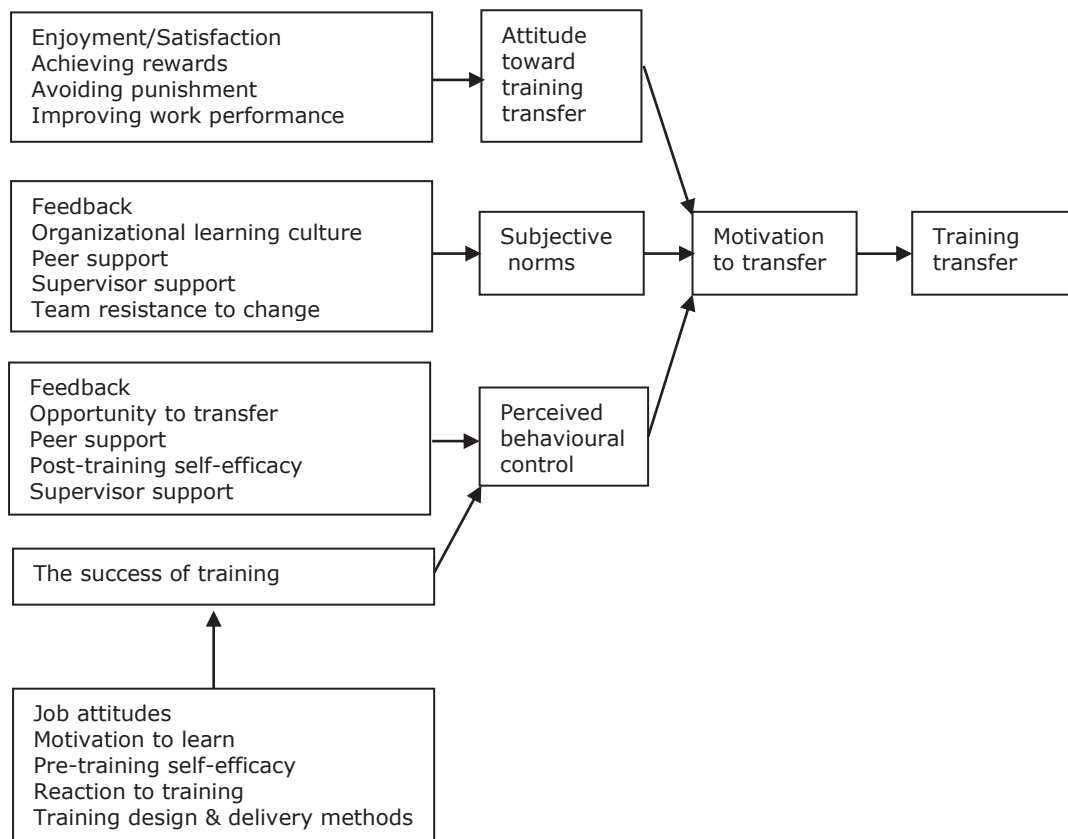 Enjoyment/Satisfaction
Achieving rewards
Avoiding punishment
Improving work performance
Attitude
toward
training
transfer
Feedback
Organizational learning culture
Peer support
Supervisor support
Team resistance to change
Subjective
norms
Motivation
to transfer
Training
transfer
Feedback
Opportunity to transfer
Peer support
Post-training self-efficacy
Supervisor support
Perceived
behavioural
control
The success of training
Job attitudes
Motivation to learn
Pre-training self-efficacy
Reaction to training
Training design & delivery methods